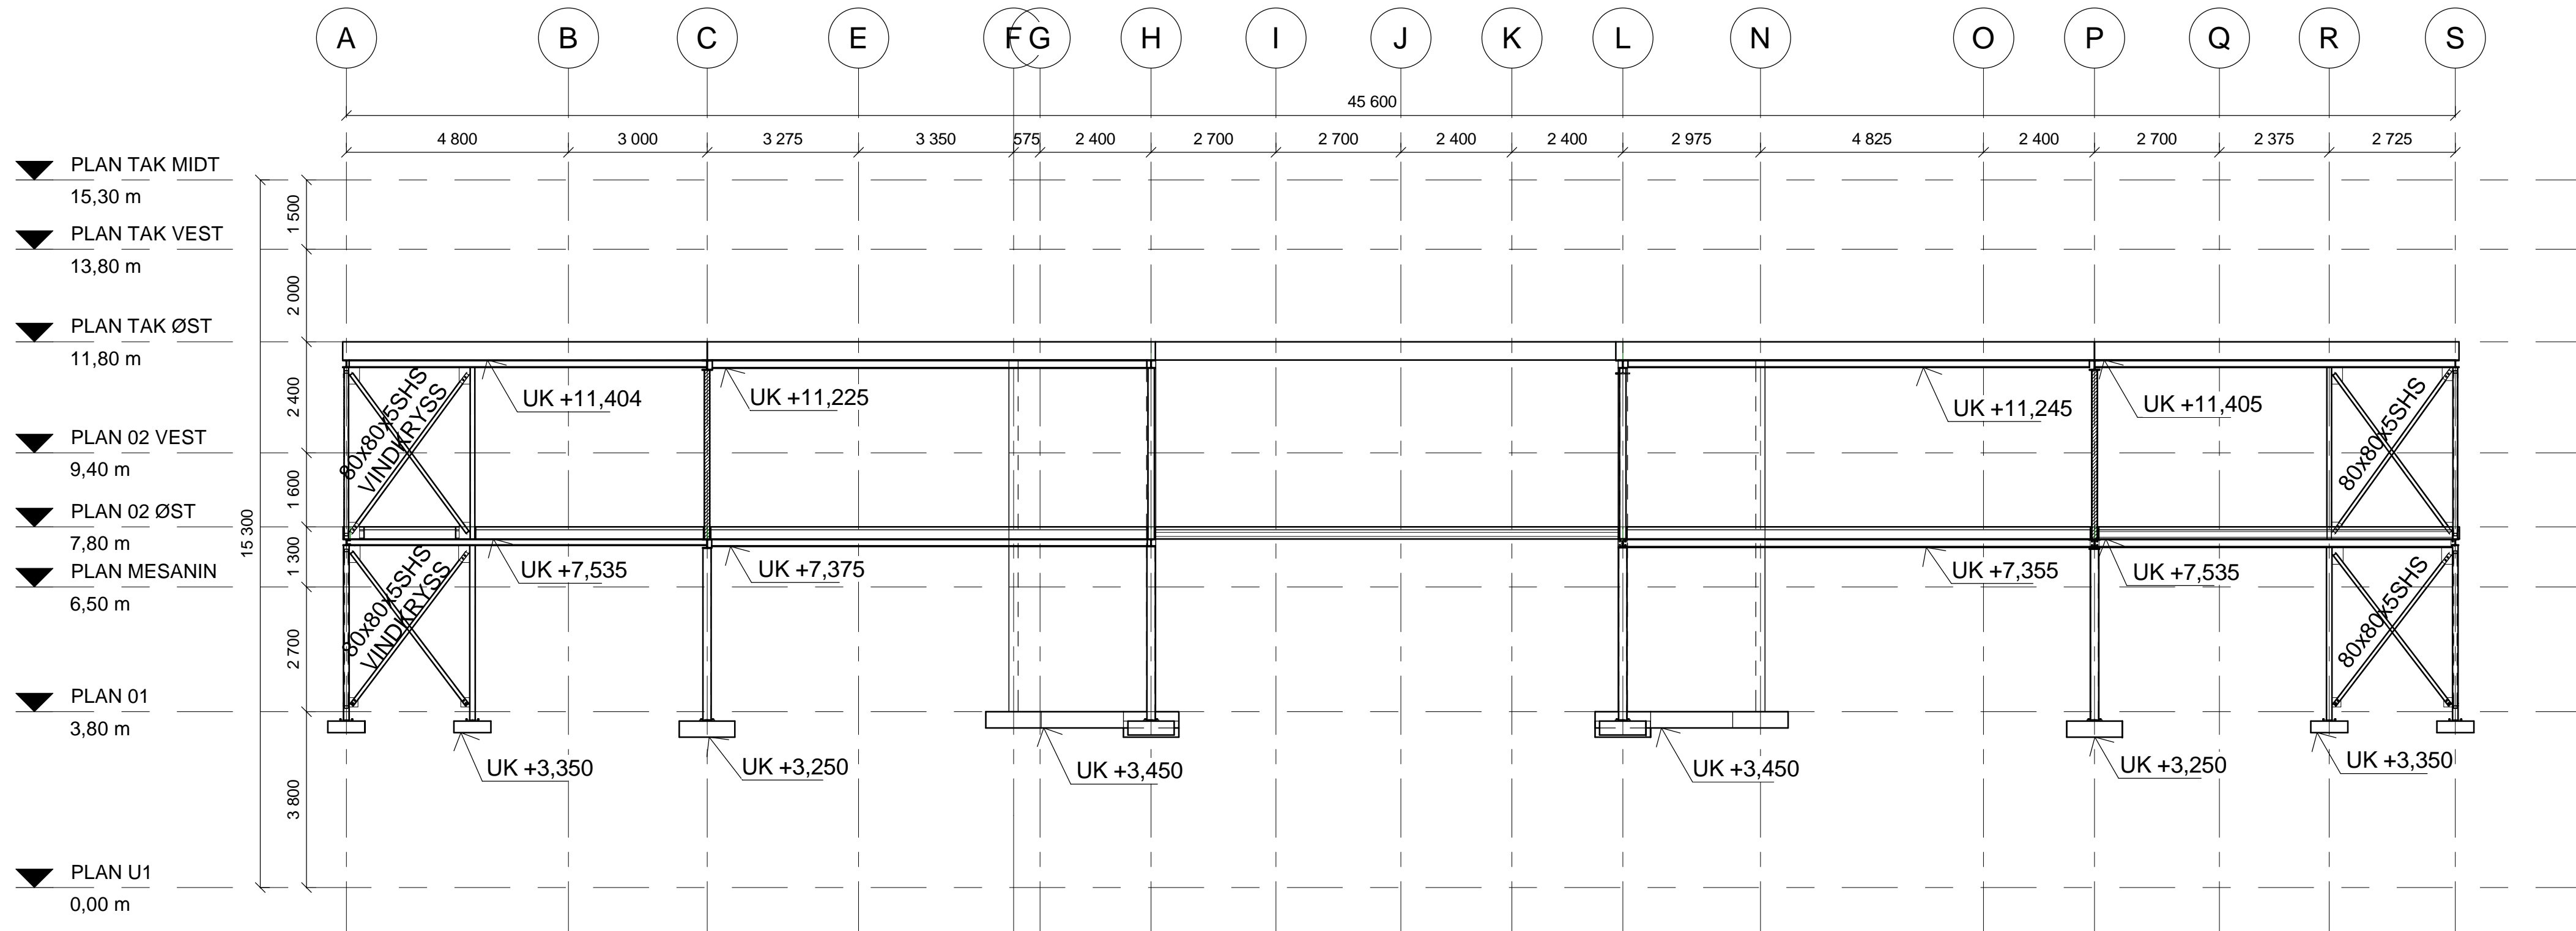 A B C E F G H I J K L N O P Q R S
45 600
4 800 3 000 3 275 3 350 575 2 400 2 700 2 700 2 400 2 400 2 975 4 825 2 400 2 700 2 375 2 725
PLAN TAK MIDT
15,30 m
1 500
PLAN TAK VEST
13,80 m
2 000
PLAN TAK ØST
11,80 m
2 400
PLAN 02 VEST
9,40 m
1 600
PLAN 02 ØST
7,80 m
15 300
1 300
PLAN MESANIN
6,50 m
2 700
PLAN 01
3,80 m
3 800
PLAN U1
0,00 m
80x80x5SHS
VINDKRYSS
UK +11,404
UK +11,225
UK +11,245
UK +11,405
80x80x5SHS
80x80x5SHS
VINDKRYSS
UK +7,535
UK +7,375
UK +7,355
UK +7,535
80x80x5SHS
UK +3,350
UK +3,250
UK +3,450
UK +3,450
UK +3,250
UK +3,350